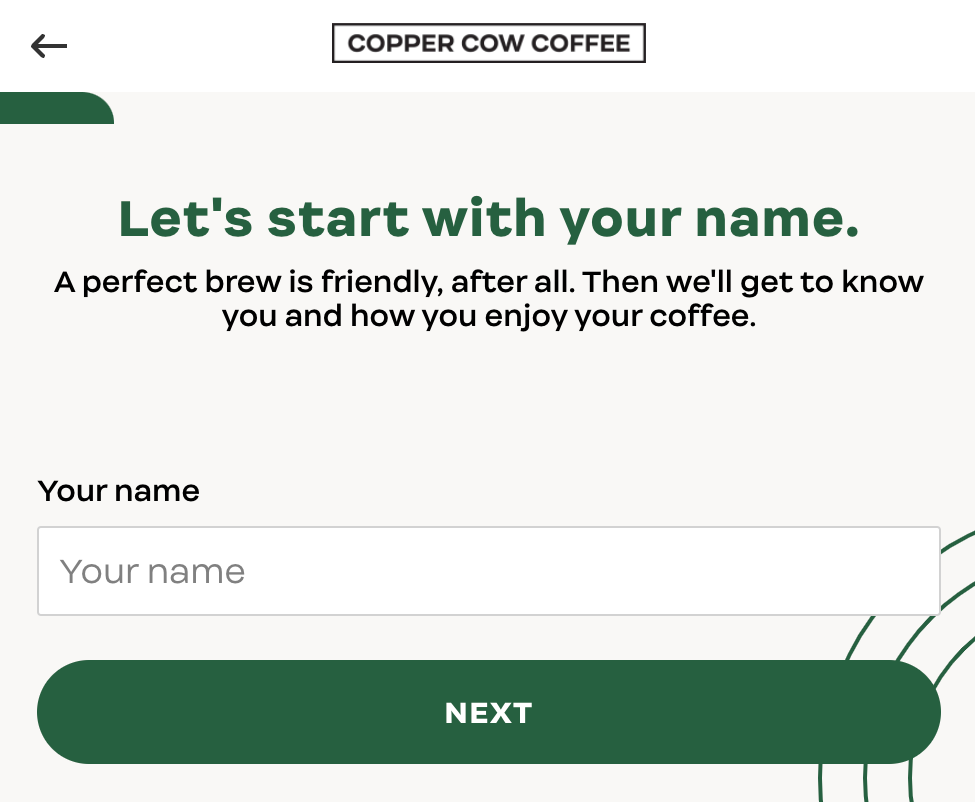 COPPER COW COFFEE
Let's start with your name.
A perfect brew is friendly, after all. Then we'll get to know
you and how you enjoy your coffee.
Your name
Your name
NEXT